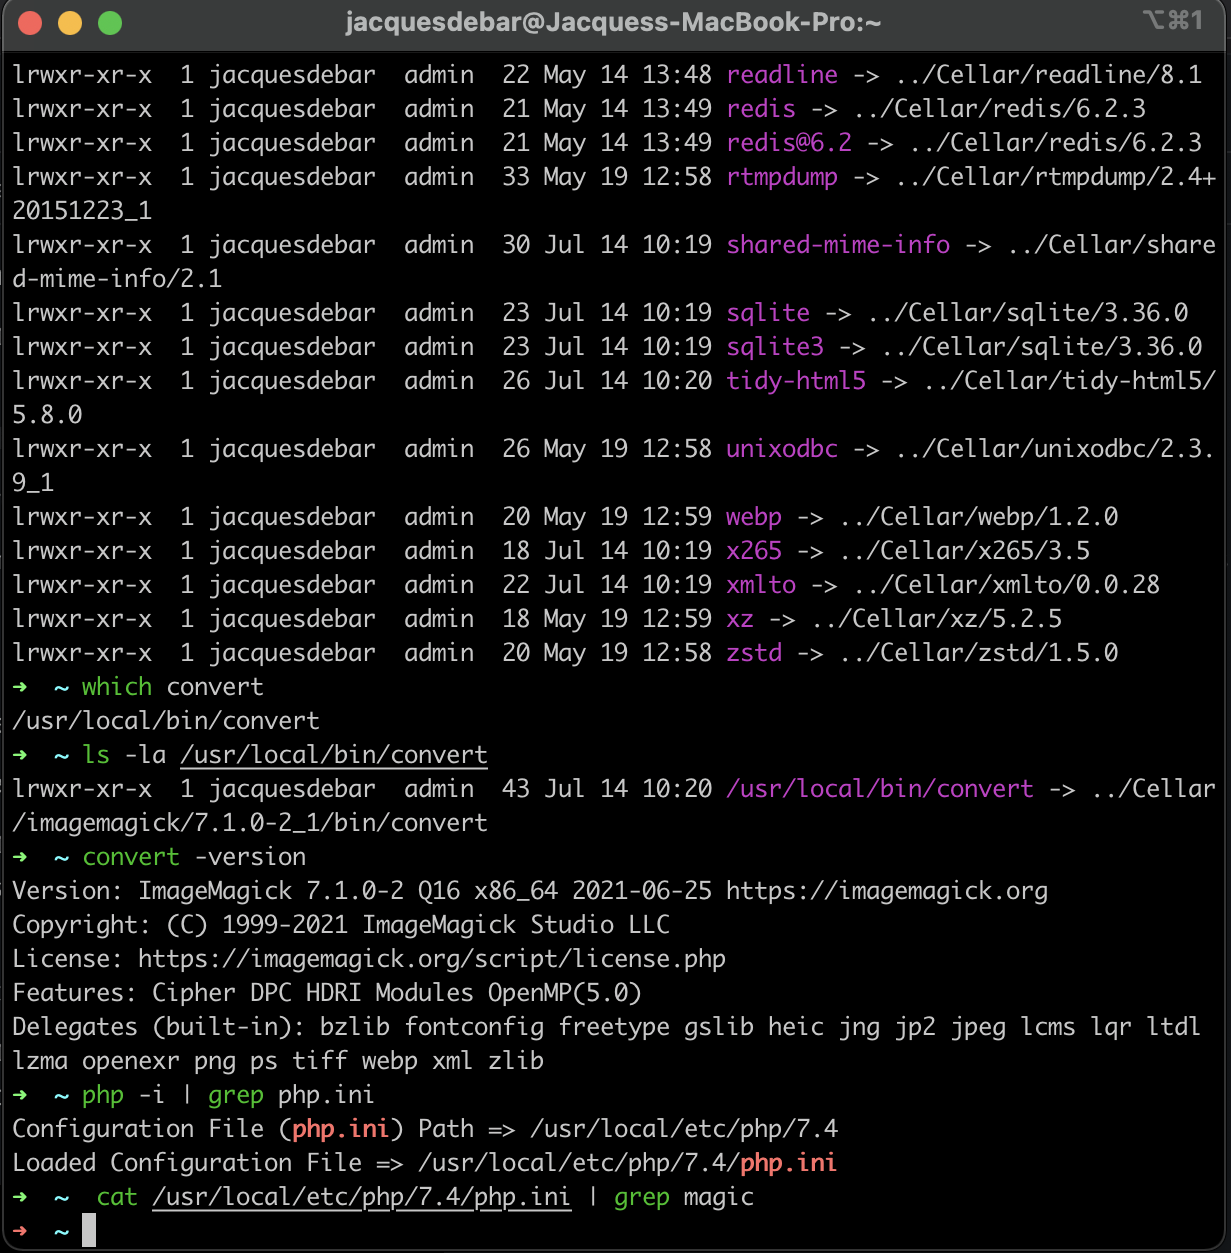 jacquesdebar@Jacquess-MacBook-Pro:~
⌥⌘1
lrwxr-xr-x  1 jacquesdebar  admin  22 May 14 13:48 readline -> ../Cellar/readline/8.1
lrwxr-xr-x  1 jacquesdebar  admin  21 May 14 13:49 redis -> ../Cellar/redis/6.2.3
lrwxr-xr-x  1 jacquesdebar  admin  21 May 14 13:49 redis@6.2 -> ../Cellar/redis/6.2.3
lrwxr-xr-x  1 jacquesdebar  admin  33 May 19 12:58 rtmpdump -> ../Cellar/rtmpdump/2.4+
20151223_1
lrwxr-xr-x  1 jacquesdebar  admin  30 Jul 14 10:19 shared-mime-info -> ../Cellar/share
d-mime-info/2.1
lrwxr-xr-x  1 jacquesdebar  admin  23 Jul 14 10:19 sqlite -> ../Cellar/sqlite/3.36.0
lrwxr-xr-x  1 jacquesdebar  admin  23 Jul 14 10:19 sqlite3 -> ../Cellar/sqlite/3.36.0
lrwxr-xr-x  1 jacquesdebar  admin  26 Jul 14 10:20 tidy-html5 -> ../Cellar/tidy-html5/
5.8.0
lrwxr-xr-x  1 jacquesdebar  admin  26 May 19 12:58 unixodbc -> ../Cellar/unixodbc/2.3.
9_1
lrwxr-xr-x  1 jacquesdebar  admin  20 May 19 12:59 webp -> ../Cellar/webp/1.2.0
lrwxr-xr-x  1 jacquesdebar  admin  18 Jul 14 10:19 x265 -> ../Cellar/x265/3.5
lrwxr-xr-x  1 jacquesdebar  admin  22 Jul 14 10:19 xmlto -> ../Cellar/xmlto/0.0.28
lrwxr-xr-x  1 jacquesdebar  admin  18 May 19 12:59 xz -> ../Cellar/xz/5.2.5
lrwxr-xr-x  1 jacquesdebar  admin  20 May 19 12:58 zstd -> ../Cellar/zstd/1.5.0
➜  ~ which convert
/usr/local/bin/convert
➜  ~ ls -la /usr/local/bin/convert
lrwxr-xr-x  1 jacquesdebar  admin  43 Jul 14 10:20 /usr/local/bin/convert -> ../Cellar
/imagemagick/7.1.0-2_1/bin/convert
➜  ~ convert -version
Version: ImageMagick 7.1.0-2 Q16 x86_64 2021-06-25 https://imagemagick.org
Copyright: (C) 1999-2021 ImageMagick Studio LLC
License: https://imagemagick.org/script/license.php
Features: Cipher DPC HDRI Modules OpenMP(5.0)
Delegates (built-in): bzlib fontconfig freetype gslib heic jng jp2 jpeg lcms lqr ltdl
lzma openexr png ps tiff webp xml zlib
➜  ~ php -i | grep php.ini
Configuration File (php.ini) Path => /usr/local/etc/php/7.4
Loaded Configuration File => /usr/local/etc/php/7.4/php.ini
➜  ~  cat /usr/local/etc/php/7.4/php.ini | grep magic
➜  ~